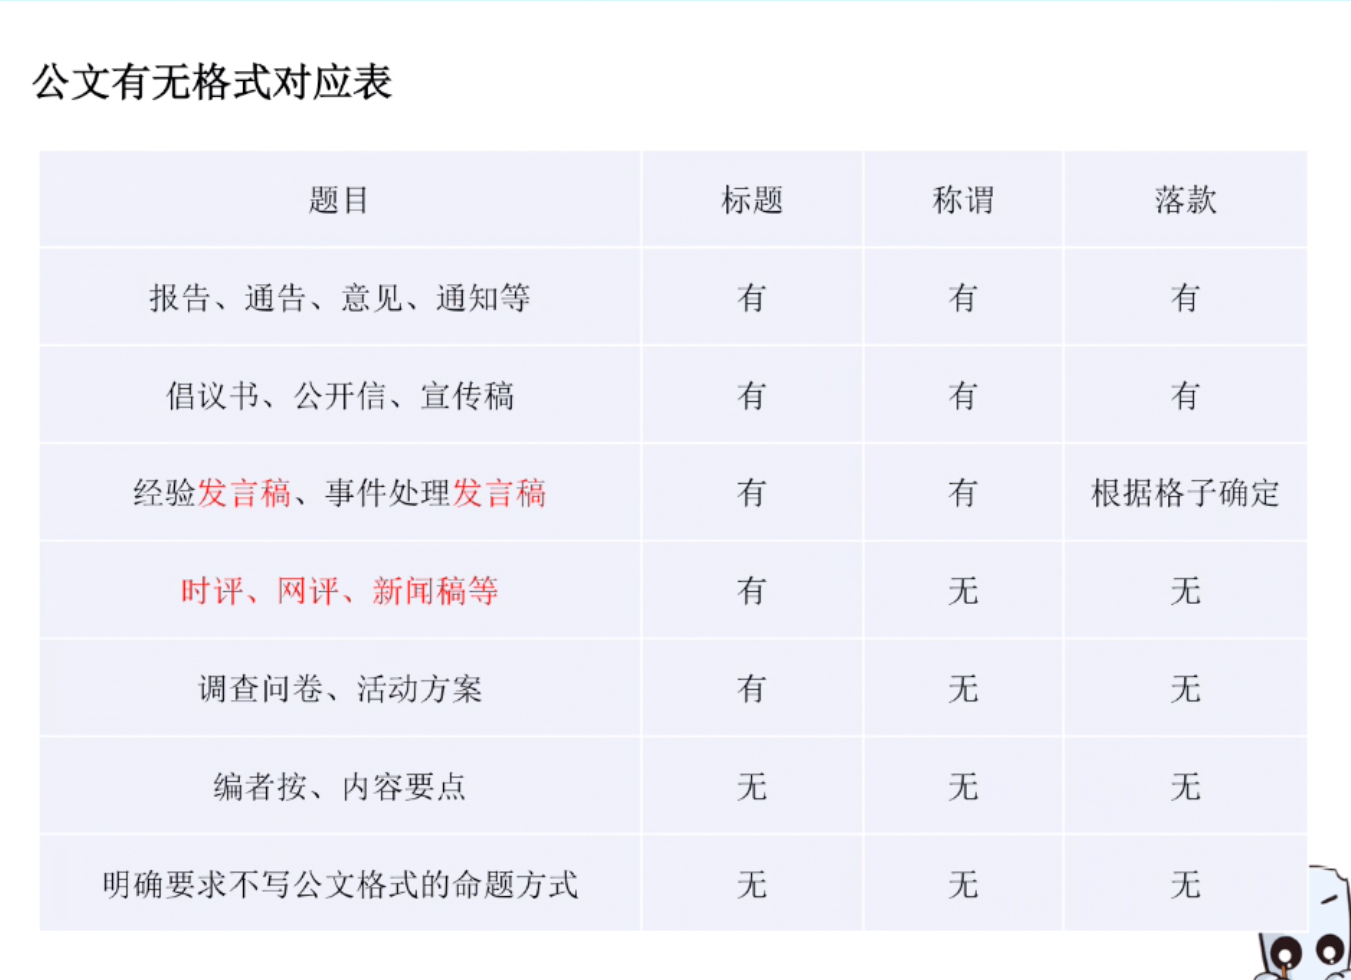 公文有无格式对应表
题目 标题 称谓 落款
报告、通告、意见、通知等 有 有 有
倡议书、公开信、宣传稿 有 有 有
经验发言稿、事件处理发言稿 有 有 根据格子确定
时评、网评、新闻稿等 有 无 无
调查问卷、活动方案 有 无 无
编者按、内容要点 无 无 无
明确要求不写公文格式的命题方式 无 无 无